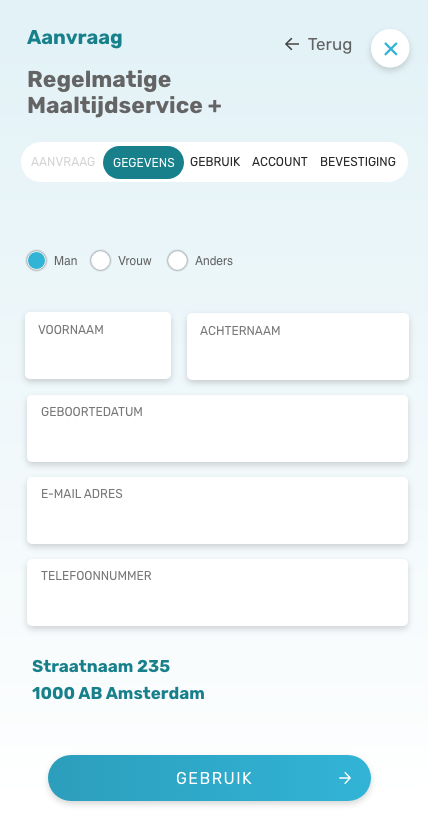 Aanvraag
Terug
Regelmatige
Maaltijdservice +
AANVRAAG GEGEVENS GEBRUIK ACCOUNT BEVESTIGING
Man Vrouw Anders
VOORNAAM ACHTERNAAM
GEBOORTEDATUM
E-MAIL ADRES
TELEFOONNUMMER
Straatnaam 235
1000 AB Amsterdam
GEBRUIK